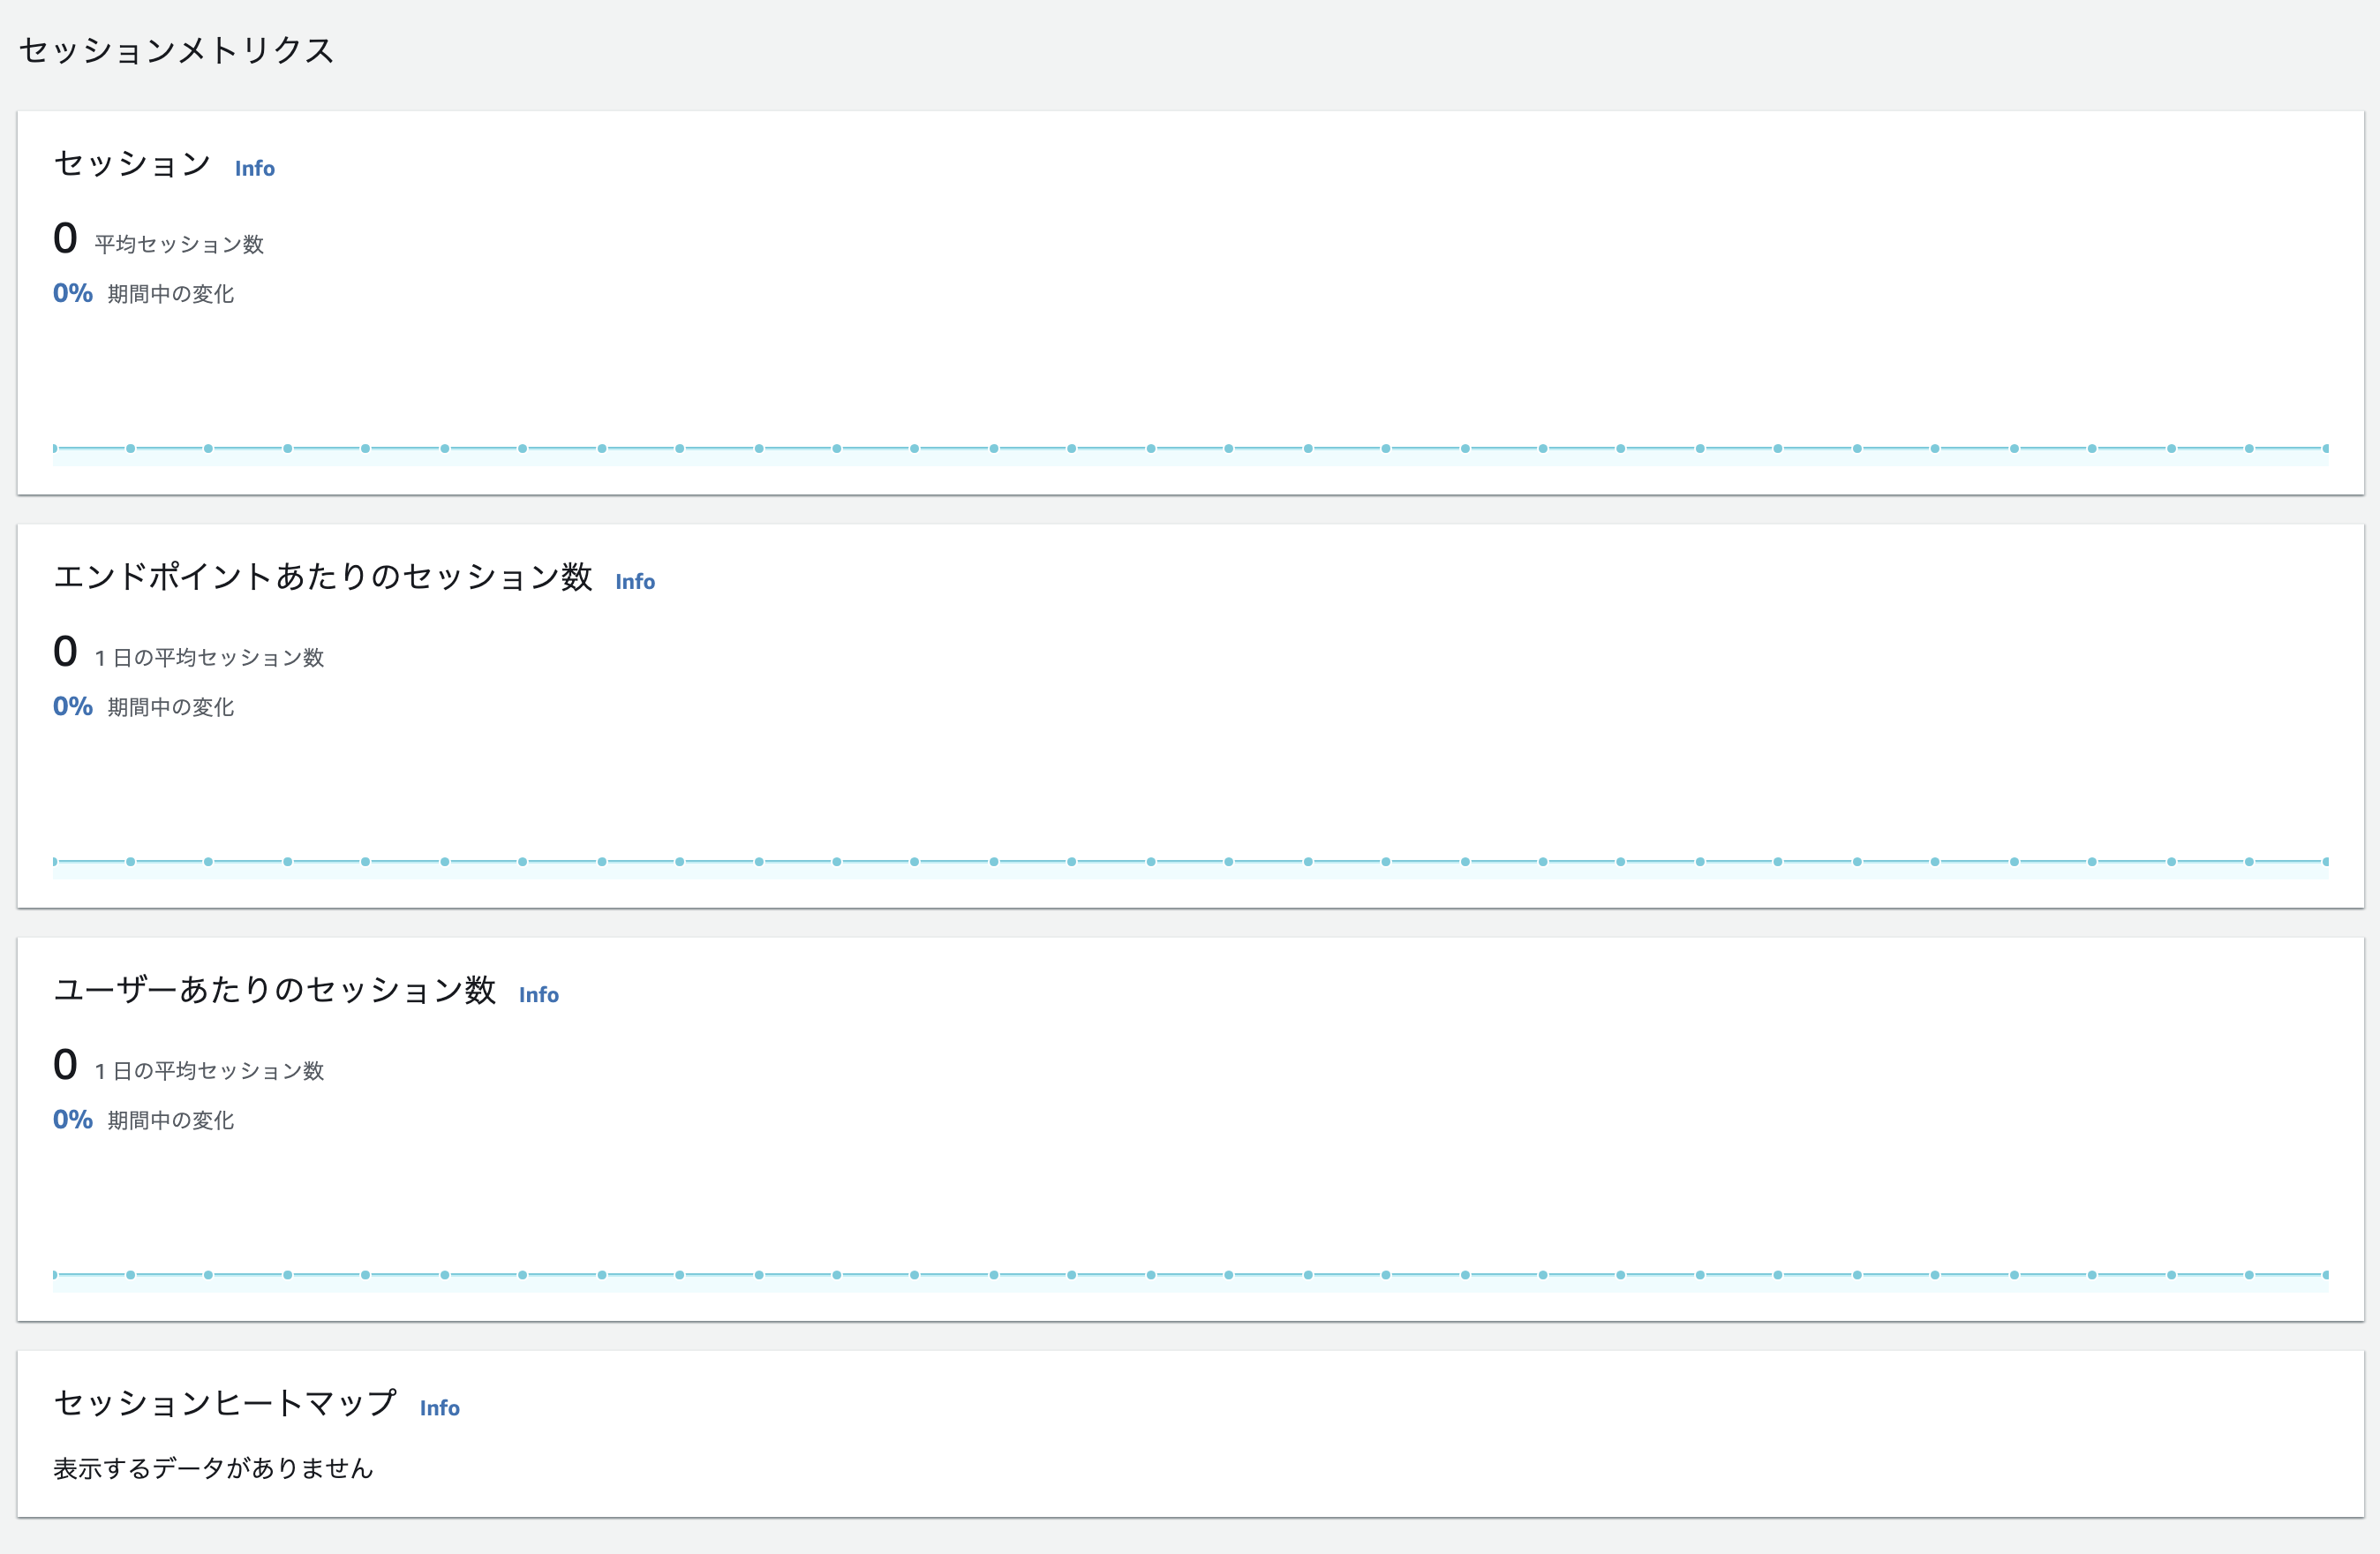 セッションメトリクス
セッション Info
0 平均セッション数
0% 期間中の変化
エンドポイントあたりのセッション数 Info
0 1 日の平均セッション数
0% 期間中の変化
ユーザーあたりのセッション数 Info
0 1 日の平均セッション数
0% 期間中の変化
セッションヒートマップ Info
表示するデータがありません